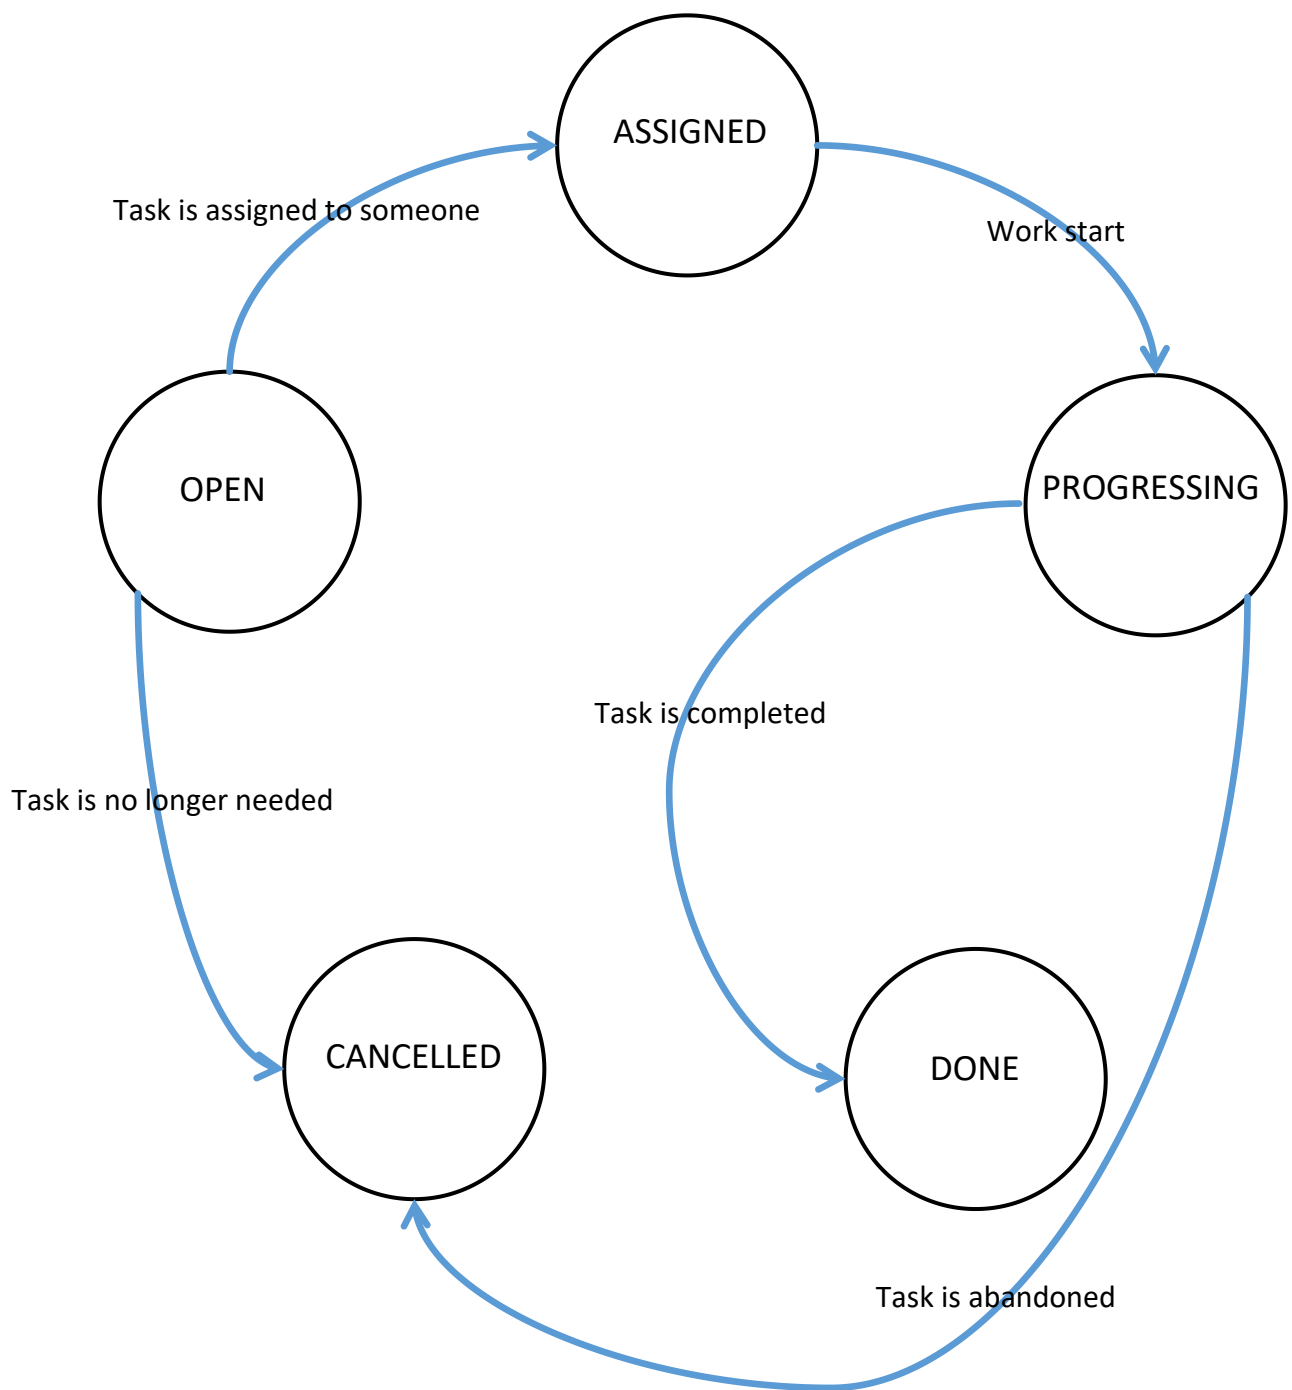 ASSIGNED
Task is assigned to someone
Work start
OPEN
PROGRESSING
Task is completed
Task is no longer needed
CANCELLED
DONE
Task is abandoned